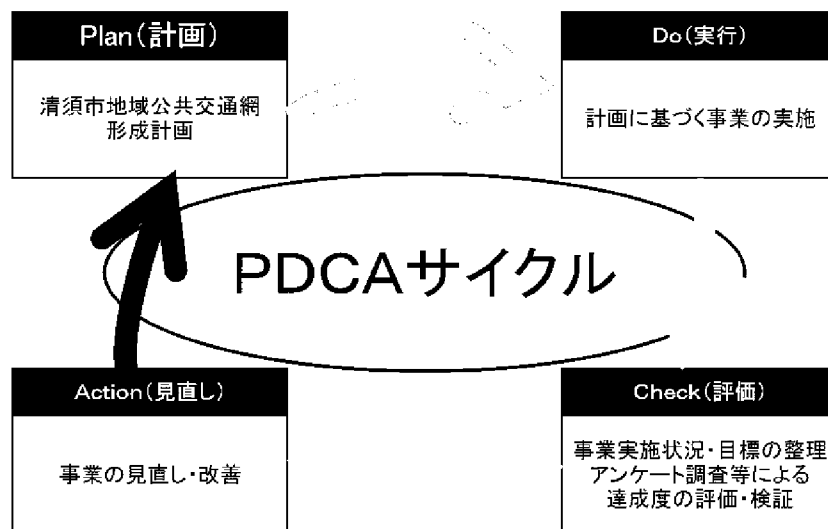 Plan(計画)
清須市地域公共交通網
形成計画
Do(実行)
計画に基づく事業の実施
PDCAサイクル
Action(見直し)
事業の見直し・改善
Check(評価)
事業実施状況・目標の整理
アンケート調査等による
達成度の評価・検証